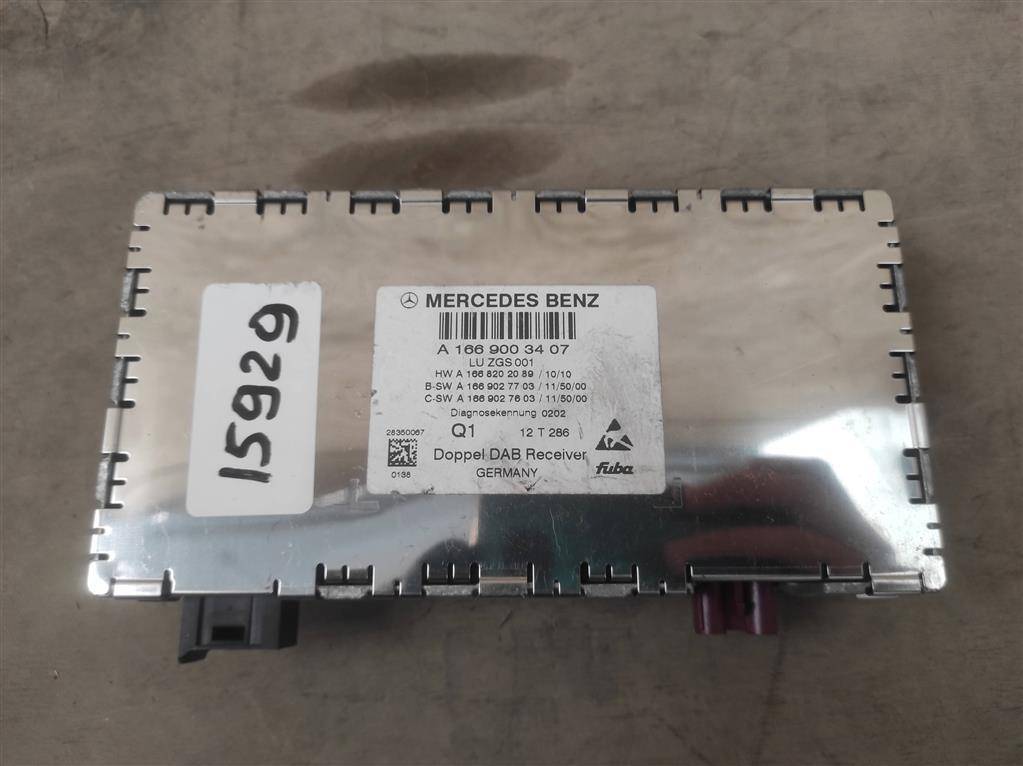 15929
MERCEDES BENZ
A 166 900 34 07
LU ZGS 001
HW A 166 820 20 89 / 10/10
B-SW A 166 902 77 03 / 11/50/00
C-SW A 166 902 76 03 / 11/50/00
Diagnosekennung 0202
28350067 Q1 12 T 286
Doppel DAB Receiver
0138 GERMANY fuba